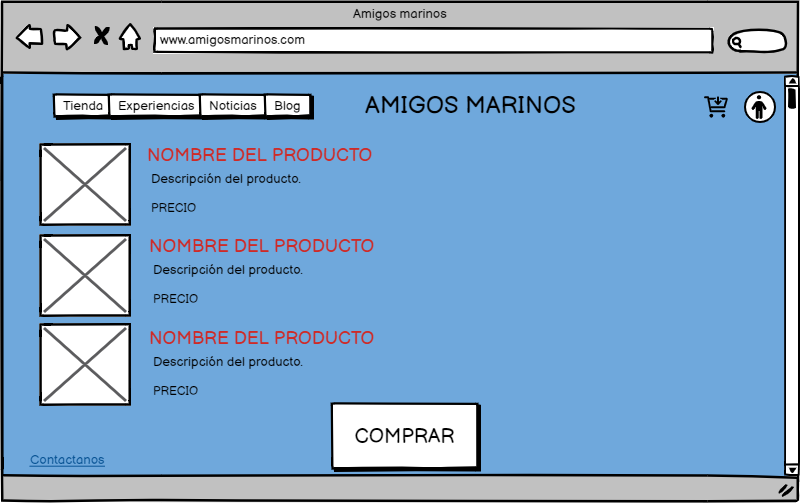 Amigos marinos
www.amigosmarinos.com
Tienda Experiencias Noticias Blog
AMIGOS MARINOS
NOMBRE DEL PRODUCTO
Descripción del producto.
PRECIO
NOMBRE DEL PRODUCTO
Descripción del producto.
PRECIO
NOMBRE DEL PRODUCTO
Descripción del producto.
PRECIO
COMPRAR
Contactanos